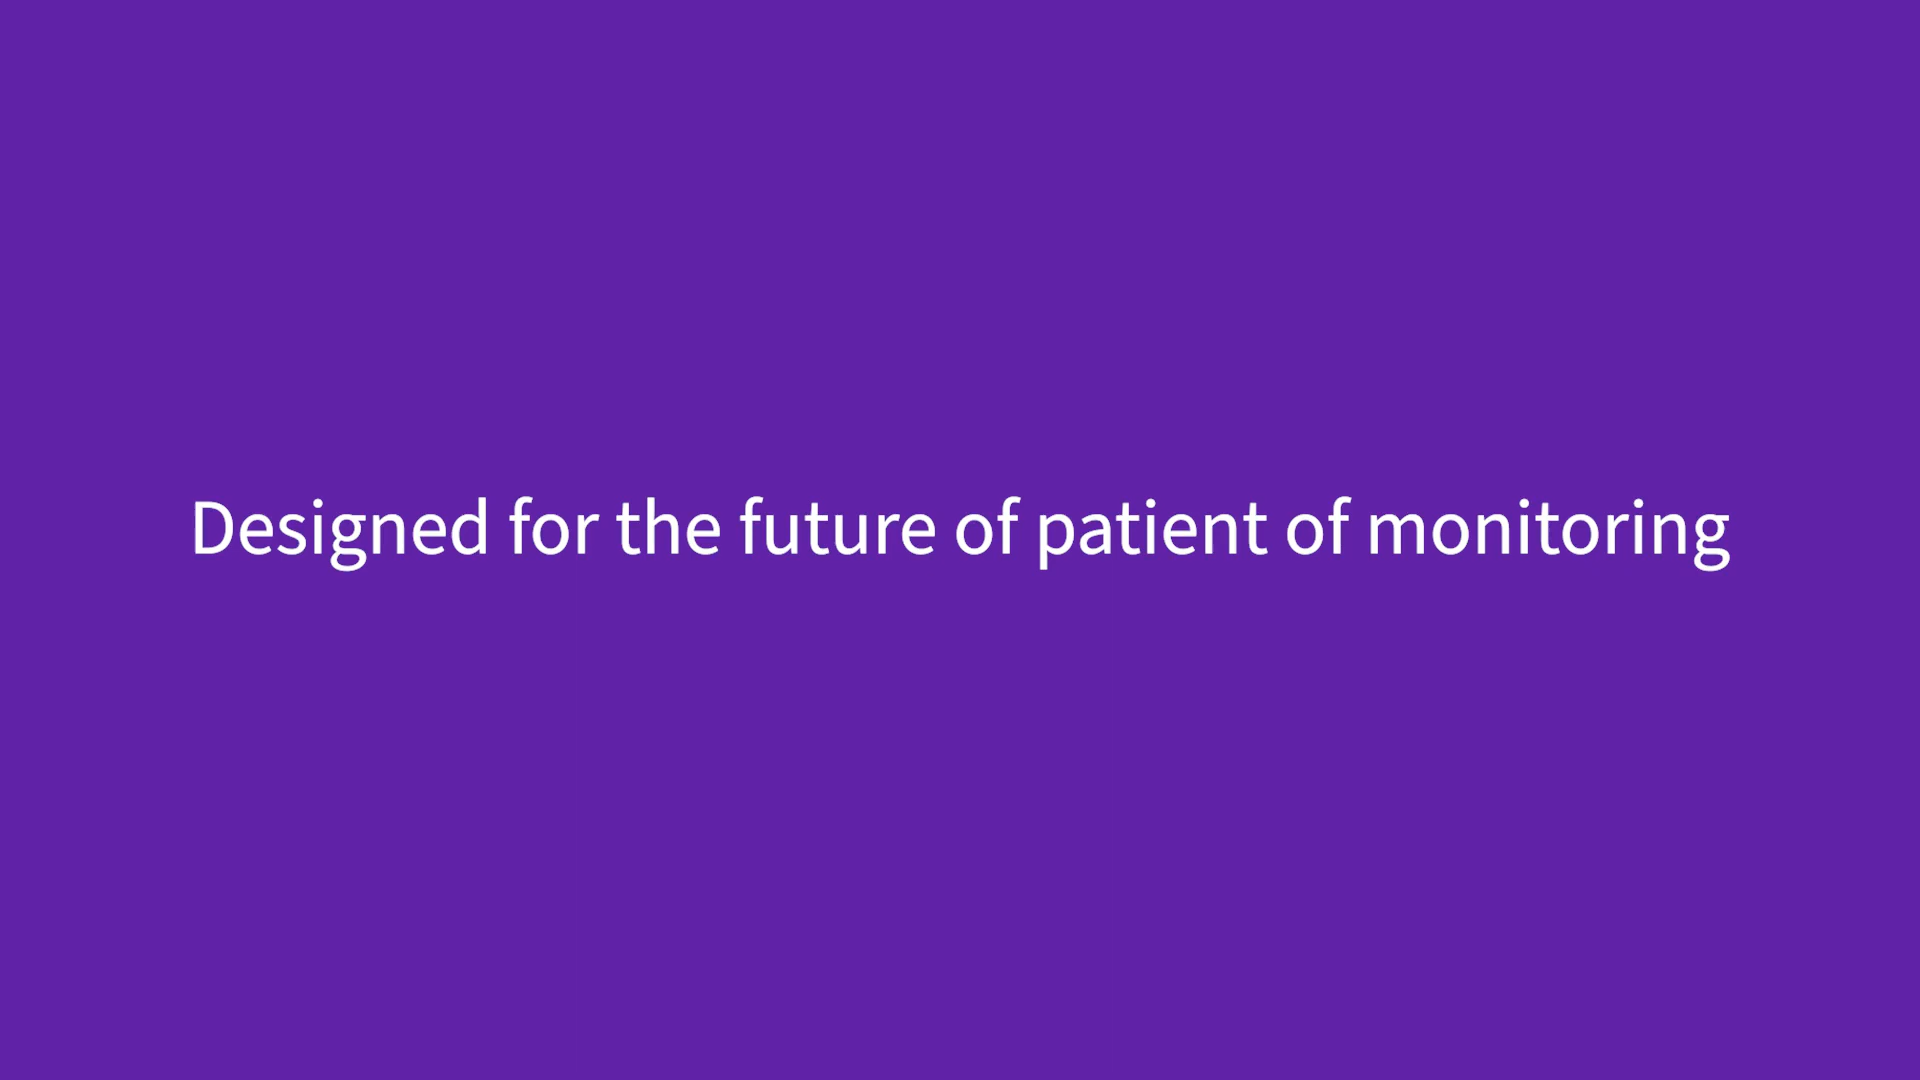 Designed for the future of patient of monitoring